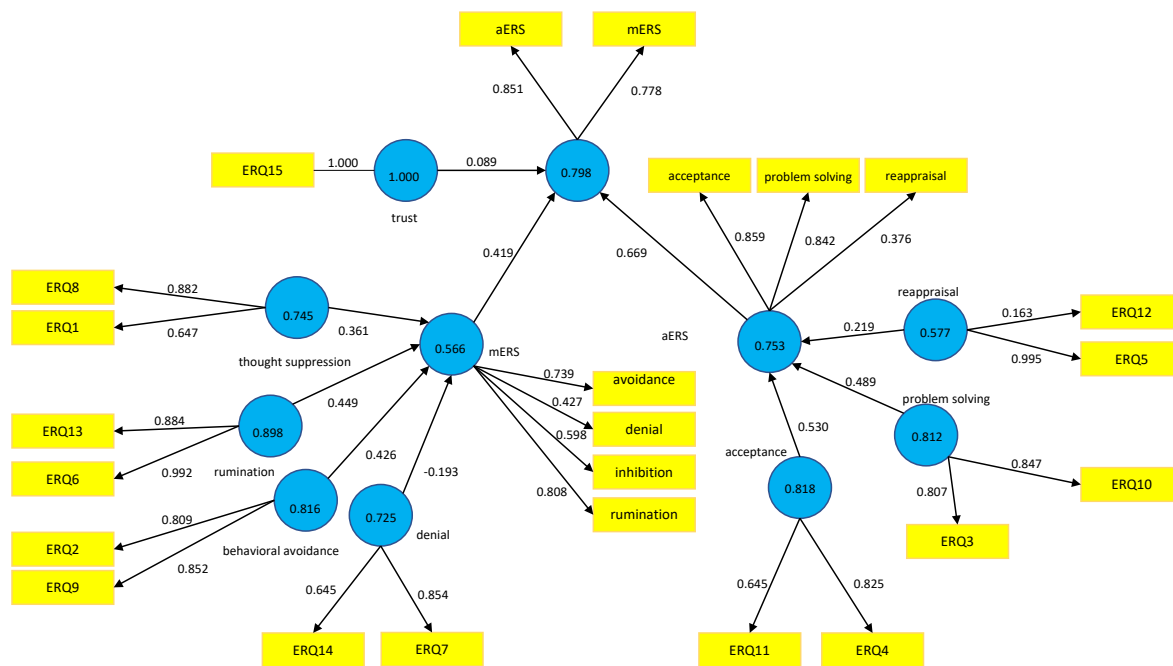 aERS
mERS
0.851
0.778
ERQ15
1.000
1.000
0.089
0.798
trust
acceptance
problem solving
reappraisal
0.859
0.842
0.376
0.419
0.669
ERQ8
0.882
ERQ1
0.647
0.745
0.361
thought suppression
0.566
mERS
aERS
0.753
reappraisal
0.219
0.577
0.163
ERQ12
0.995
ERQ5
0.739
avoidance
0.427
denial
0.598
inhibition
0.808
rumination
0.489
problem solving
0.812
0.847
ERQ10
0.807
ERQ3
0.449
ERQ13
0.884
0.898
ERQ6
0.992
rumination
0.426
-0.193
0.530
acceptance
0.818
ERQ2
0.809
0.816
0.725
denial
behavioral avoidance
ERQ9
0.852
0.645
0.854
ERQ14
ERQ7
0.645
0.825
ERQ11
ERQ4